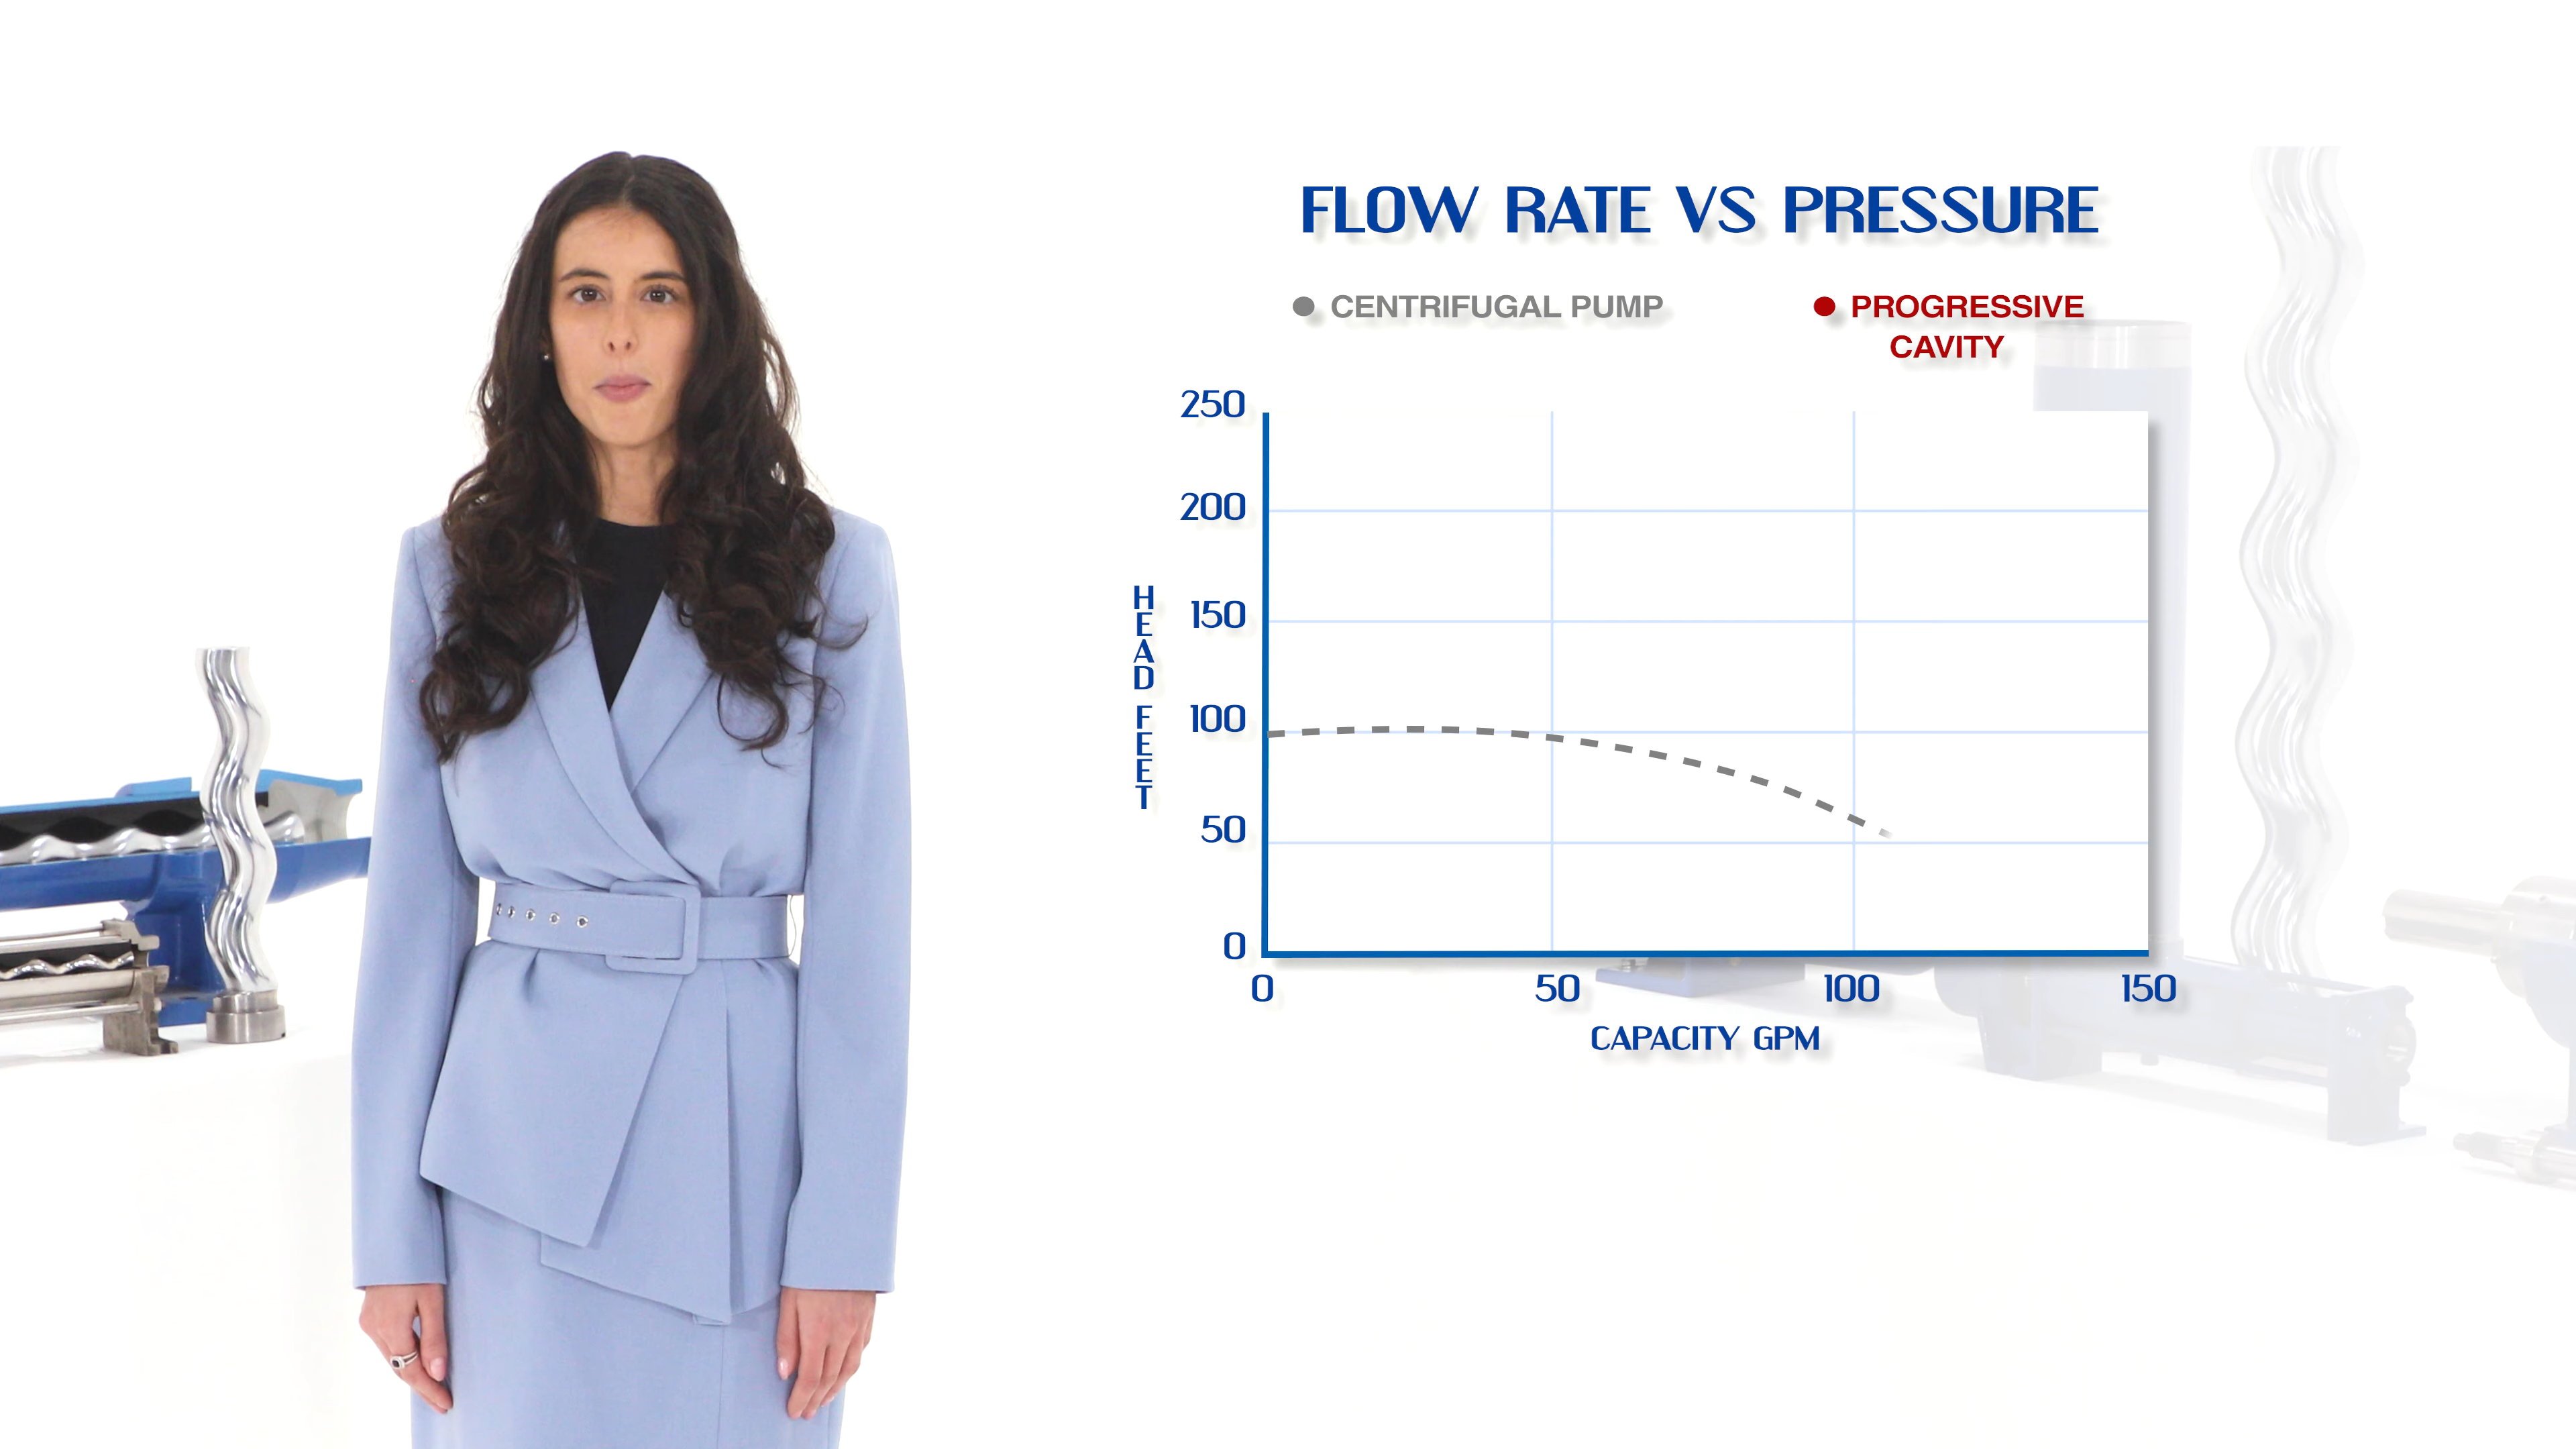 FLOW RATE VS PRESSURE
CENTRIFUGAL PUMP
PROGRESSIVE
CAVITY
250
200
150
100
50
0
HEAD FEET
0
50
100
150
CAPACITY GPM